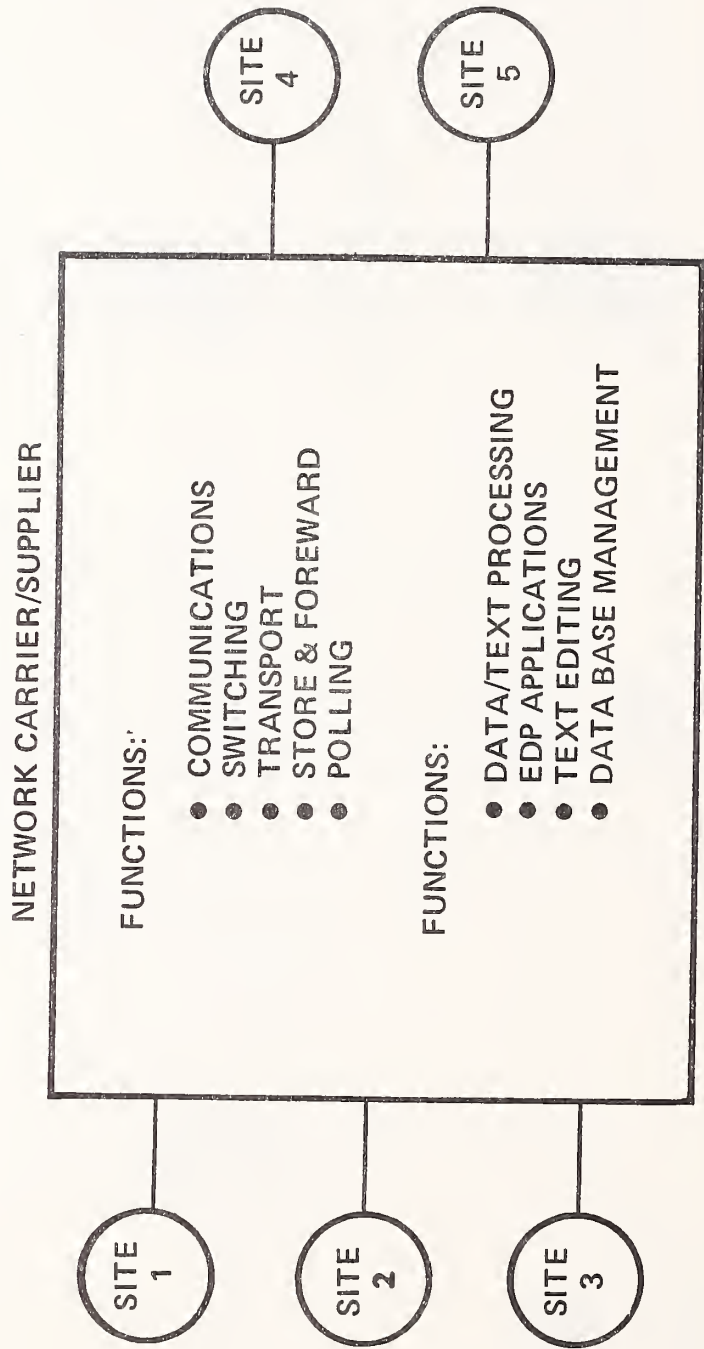 NETWORK CARRIER/SUPPLIER
SITE
1
SITE
2
SITE
3
FUNCTIONS:'
● COMMUNICATIONS
● SWITCHING
● TRANSPORT
● STORE & FOREWARD
● POLLING
FUNCTIONS:
● DATA/TEXT PROCESSING
● EDP APPLICATIONS
● TEXT EDITING
● DATA BASE MANAGEMENT
SITE
4
SITE
5